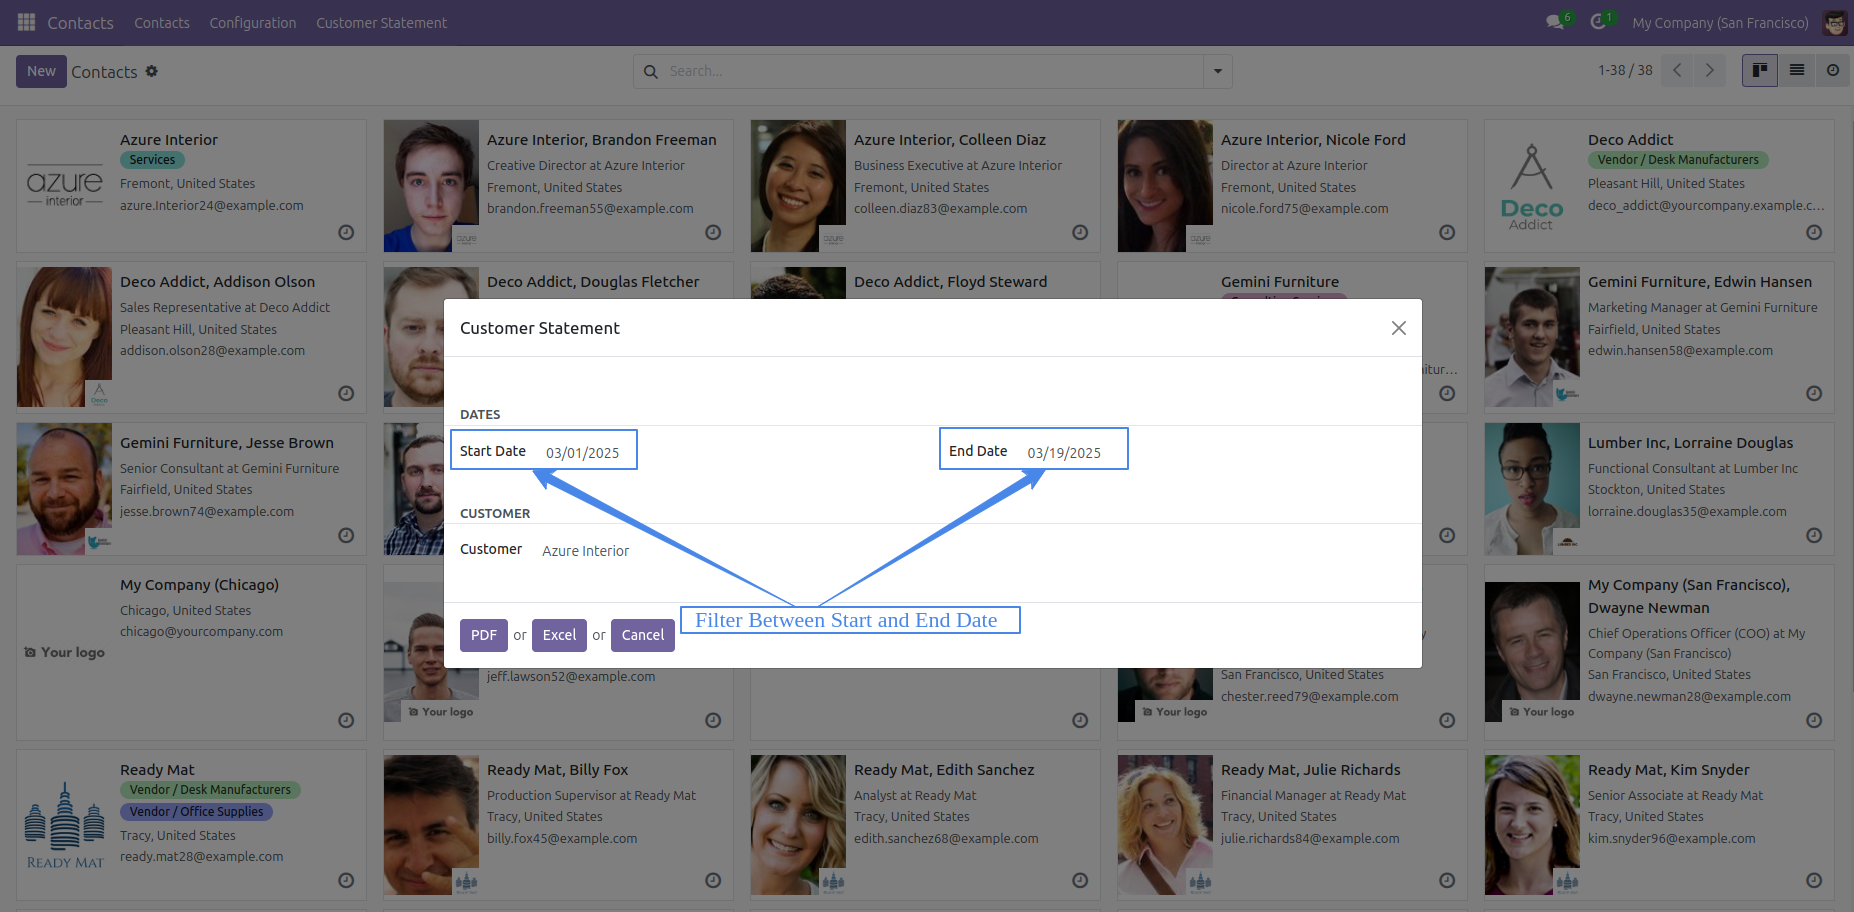 Contacts Contacts Configuration Customer Statement 6 1 My Company (San Francisco)
New Contacts Search... 1-38 / 38
Azure Interior
Services
Fremont, United States
azure.Interior24@example.com
azure
interior
Azure Interior, Brandon Freeman
Creative Director at Azure Interior
Fremont, United States
brandon.freeman55@example.com
azure
Azure Interior, Colleen Diaz
Business Executive at Azure Interior
Fremont, United States
colleen.diaz83@example.com
azure
Azure Interior, Nicole Ford
Director at Azure Interior
Fremont, United States
nicole.ford75@example.com
azure
Deco Addict
Vendor / Desk Manufacturers
Pleasant Hill, United States
deco_addict@yourcompany.example.c...
Deco
Addict
Deco Addict, Addison Olson
Sales Representative at Deco Addict
Pleasant Hill, United States
addison.olson28@example.com
Deco
Deco Addict, Douglas Fletcher
Deco Addict, Floyd Steward
Gemini Furniture
Gemini Furniture, Edwin Hansen
Marketing Manager at Gemini Furniture
Fairfield, United States
edwin.hansen58@example.com
Customer Statement
DATES
Start Date 03/01/2025
End Date 03/19/2025
CUSTOMER
Customer Azure Interior
Filter Between Start and End Date
PDF or Excel or Cancel
Gemini Furniture, Jesse Brown
Senior Consultant at Gemini Furniture
Fairfield, United States
jesse.brown74@example.com
Lumber Inc, Lorraine Douglas
Functional Consultant at Lumber Inc
Stockton, United States
lorraine.douglas35@example.com
LUMBER INC
My Company (Chicago)
Chicago, United States
chicago@yourcompany.com
Your logo
jeff.lawson52@example.com
Your logo
San Francisco, United States
chester.reed79@example.com
Your logo
My Company (San Francisco),
Dwayne Newman
Chief Operations Officer (COO) at My
Company (San Francisco)
San Francisco, United States
dwayne.newman28@example.com
Your logo
Ready Mat
Vendor / Desk Manufacturers
Vendor / Office Supplies
Tracy, United States
ready.mat28@example.com
READY MAT
Ready Mat, Billy Fox
Production Supervisor at Ready Mat
Tracy, United States
billy.fox45@example.com
Ready Mat, Edith Sanchez
Analyst at Ready Mat
Tracy, United States
edith.sanchez68@example.com
Ready Mat, Julie Richards
Financial Manager at Ready Mat
Tracy, United States
julie.richards84@example.com
Ready Mat, Kim Snyder
Senior Associate at Ready Mat
Tracy, United States
kim.snyder96@example.com